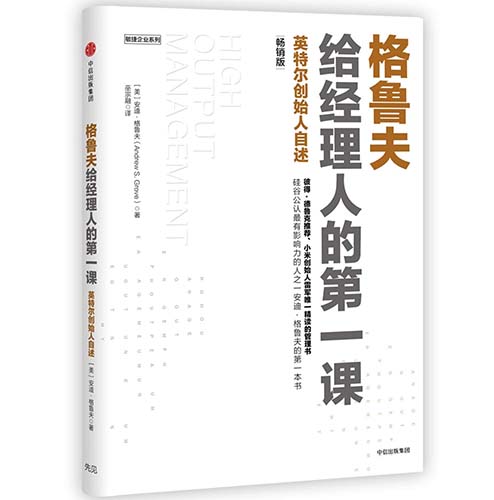 中信出版集团
格鲁夫给经理人的第一课
英特尔创始人自述
[美]安迪·格鲁夫 著
先见
敏捷企业系列
HIGH
OUTPUT
MANAGEMENT
[美]安迪·格鲁夫(Andrew S. Grove) 著
巫宗融 译
格鲁夫
给经理人的第一课
英特尔创始人自述
[畅销版]
彼得·德鲁克推荐、小米创始人雷军唯一精读的管理书
硅谷公认最有影响力的人之一安迪·格鲁夫的第一本书
中信出版集团